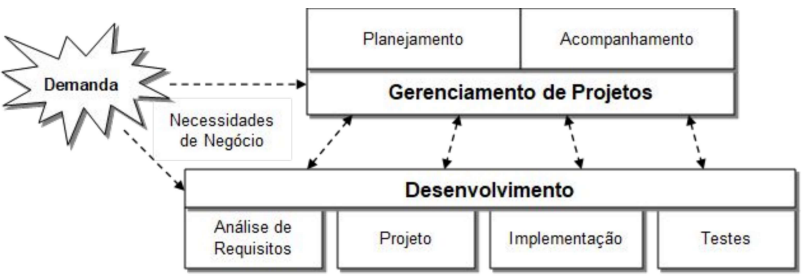 Planejamento
Acompanhamento
Demanda
Gerenciamento de Projetos
Necessidades
de Negócio
Desenvolvimento
Análise de
Requisitos
Projeto
Implementação
Testes